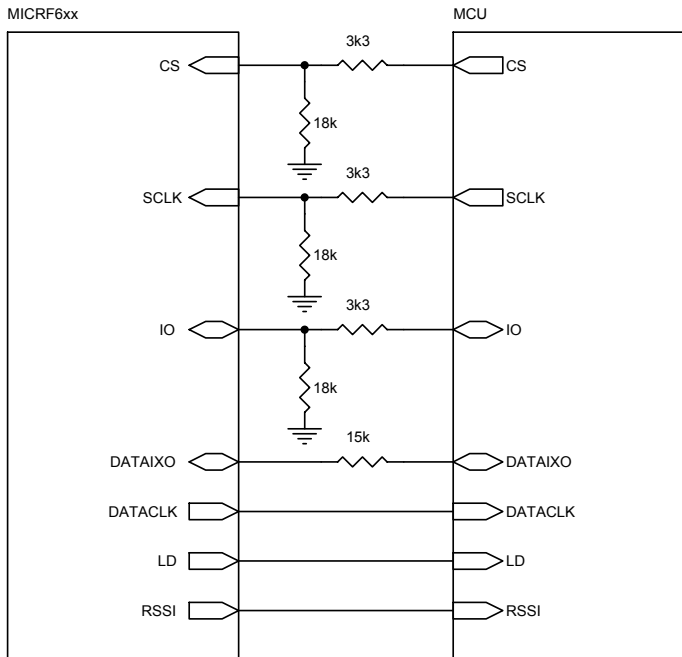 MICRF6xx
MCU
3k3
CS
CS
18k
3k3
SCLK
SCLK
18k
3k3
IO
IO
18k
15k
DATAIXO
DATAIXO
DATACLK
DATACLK
LD
LD
RSSI
RSSI